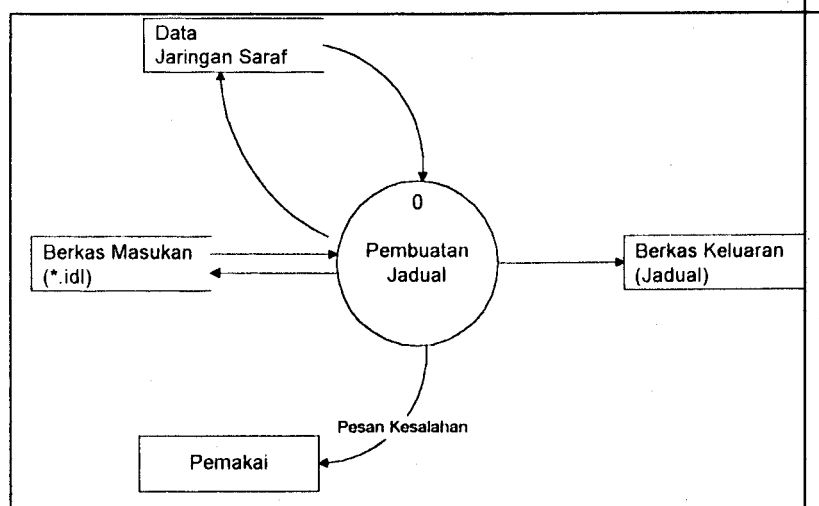 Data
Jaringan Saraf
0
Pembuatan
Jadual
Berkas Masukan
(*.idl)
Berkas Keluaran
(Jadual)
Pesan Kesalahan
Pemakai